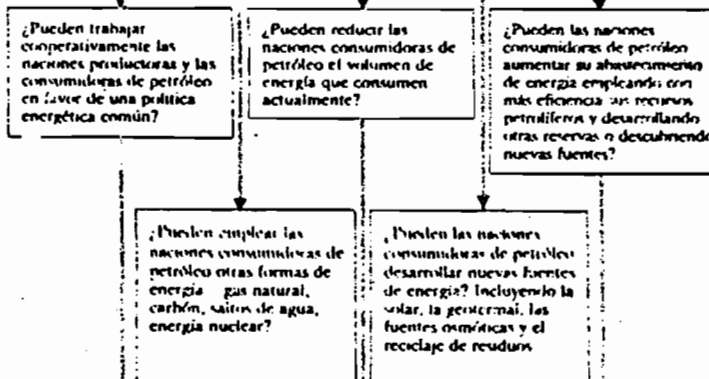 ¿Pueden trabajar
cooperativamente las
naciones productoras y las
consumidoras de petróleo
en favor de una política
energética común?
¿Pueden reducir las
naciones consumidoras de
petróleo el volumen de
energía que consumen
actualmente?
¿Pueden las naciones
consumidoras de petróleo
aumentar su abastecimiento
de energía empleando con
más eficiencia sus recursos
petrolíferos y desarrollando
otras reservas o descubriendo
nuevas fuentes?
¿Pueden emplear las
naciones consumidoras de
petróleo otras formas de
energía gas natural,
carbón, saltos de agua,
energía nuclear?
¿Pueden las naciones
consumidoras de petróleo
desarrollar nuevas fuentes
de energía? Incluyendo la
solar, la geotermal, las
fuentes osmóticas y el
reciclaje de residuos